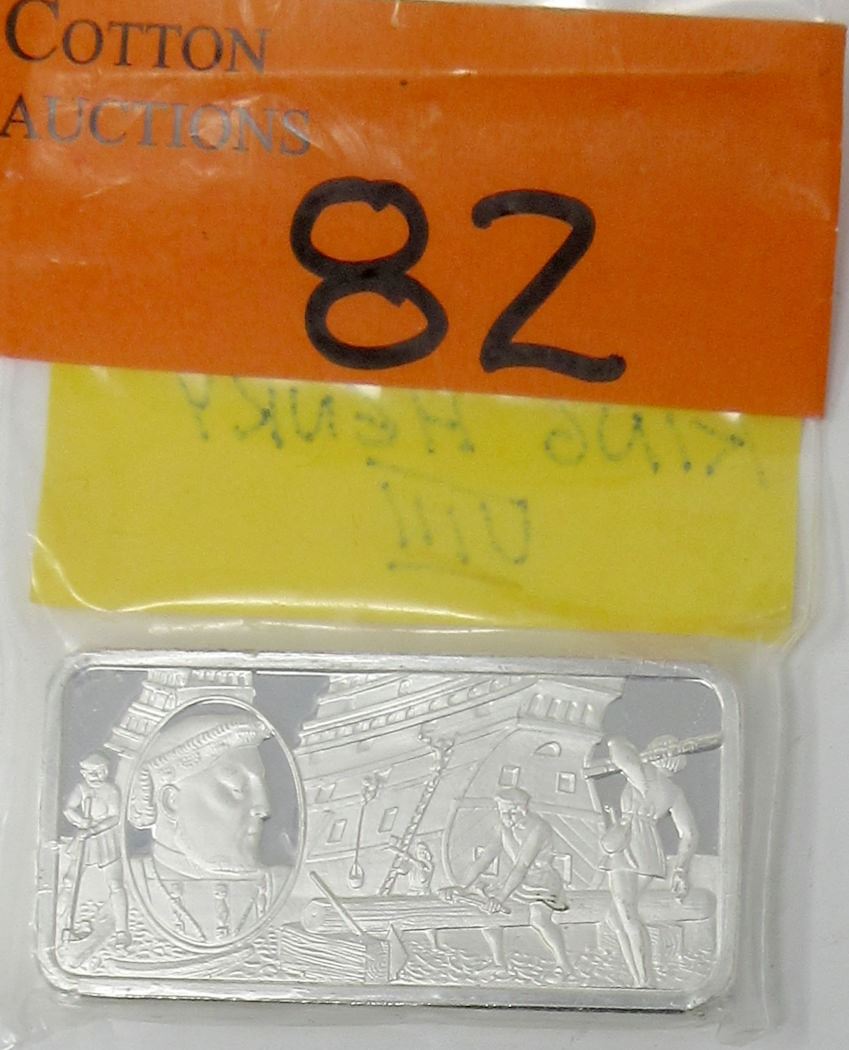 COTTON
AUCTIONS
82
KING HENRY
VIII